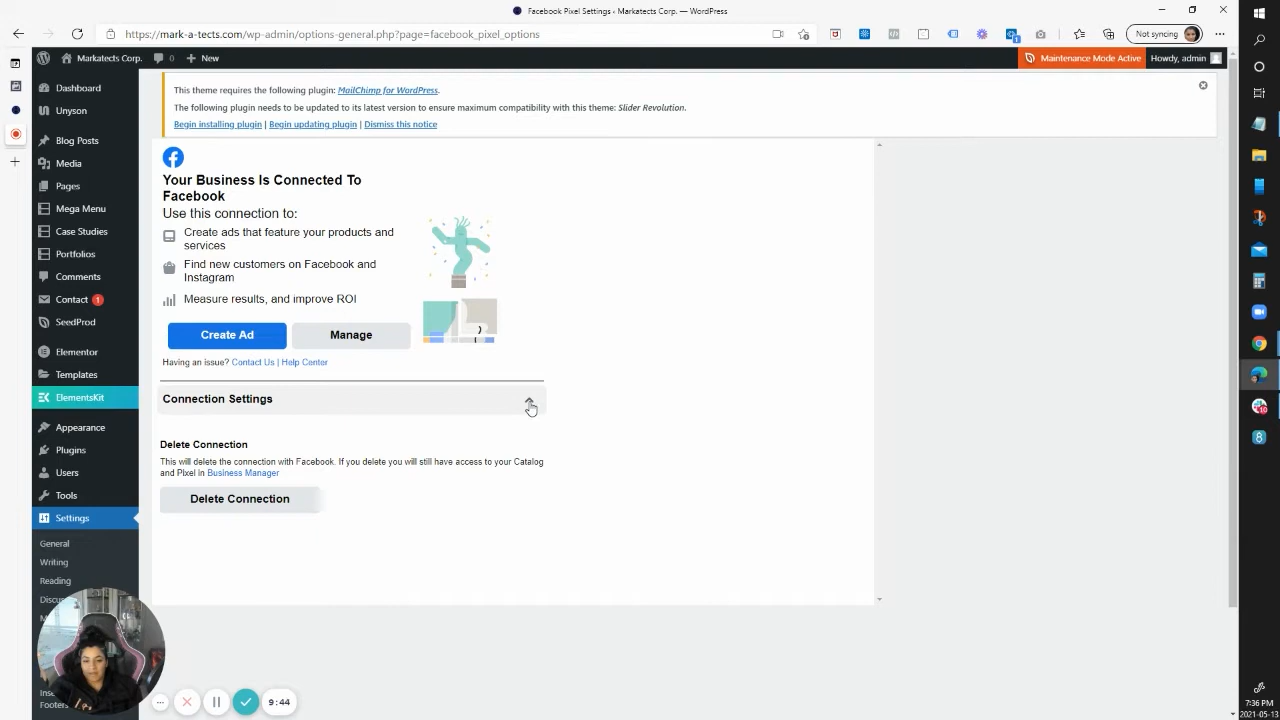 Facebook Pixel Settings ‹ Markatects Corp. — WordPress
https://mark-a-tects.com/wp-admin/options-general.php?page=facebook_pixel_options
Not syncing
Markatects Corp.
0
New
Maintenance Mode Active
Howdy, admin
Dashboard
Unyson
Blog Posts
Media
Pages
Mega Menu
Case Studies
Portfolios
Comments
Contact 1
SeedProd
Elementor
Templates
ElementsKit
Appearance
Plugins
Users
Tools
Settings
General
Writing
Reading
This theme requires the following plugin: MailChimp for WordPress.
The following plugin needs to be updated to its latest version to ensure maximum compatibility with this theme: Slider Revolution.
Begin installing plugin | Begin updating plugin | Dismiss this notice
Your Business Is Connected To
Facebook
Use this connection to:
Create ads that feature your products and
services
Find new customers on Facebook and
Instagram
Measure results, and improve ROI
Create Ad
Manage
Having an issue? Contact Us | Help Center
Connection Settings
Delete Connection
This will delete the connection with Facebook. If you delete you will still have access to your Catalog
and Pixel in Business Manager
Delete Connection
9:44
7:36 PM
2021-05-13